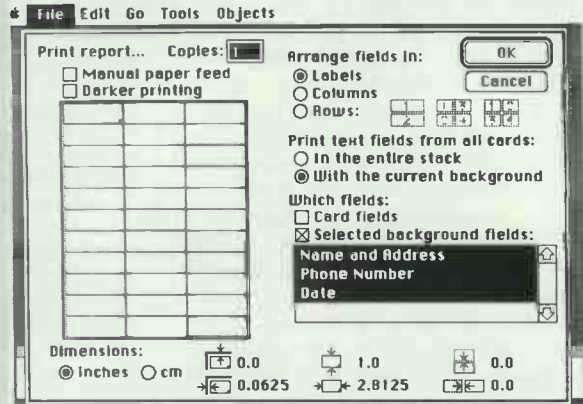 File Edit Go Tools Objects
Print report... Copies: 1
Manual paper feed
Darker printing
Arrange fields in:
Labels
Columns
Rows:
OK
Cancel
Print text fields from all cards:
In the entire stack
With the current background
Which fields:
Card fields
Selected background fields:
Name and Address
Phone Number
Date
Dimensions:
inches cm
0.0 1.0 0.0
0.0625 2.8125 0.0